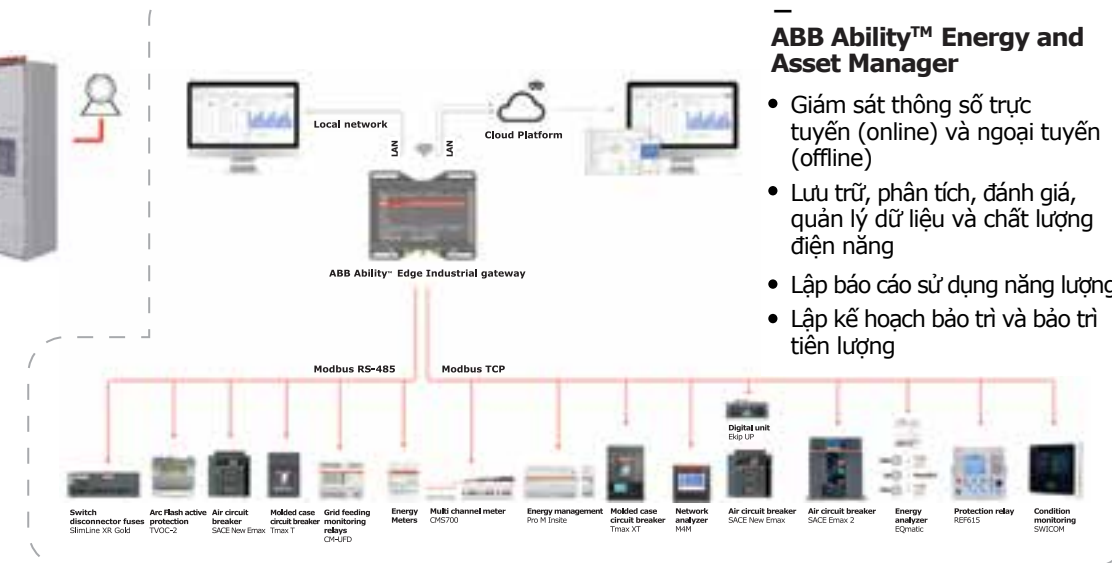 ABB Ability™ Energy and
Asset Manager
• Giám sát thông số trực
tuyến (online) và ngoại tuyến
(offline)
• Lưu trữ, phân tích, đánh giá,
quản lý dữ liệu và chất lượng
điện năng
• Lập báo cáo sử dụng năng lượng
• Lập kế hoạch bảo trì và bảo trì
tiên lượng
Local network
LAN
LAN
Cloud Platform
ABB Ability™ Edge Industrial gateway
Modbus RS-485
Modbus TCP
Switch
disconnector fuses
SlimLine XR Gold
Arc Flash active
protection
TVOC-2
Air circuit
breaker
SACE New Emax
Molded case
circuit breaker
Tmax T
Grid feeding
monitoring
relays
CM-UFD
Energy
Meters
Multi channel meter
CMS700
Energy management
Pro M Insite
Molded case
circuit breaker
Tmax XT
Network
analyzer
M4M
Digital unit
Ekip UP
Air circuit breaker
SACE New Emax
Air circuit breaker
SACE Emax 2
Energy
analyzer
EQmatic
Protection relay
REF615
Condition
monitoring
SWICOM